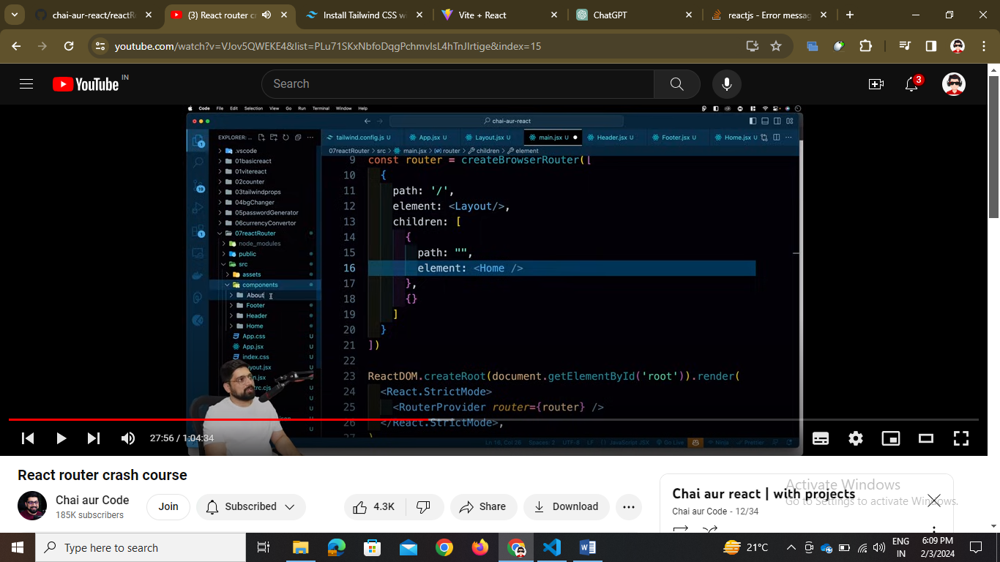 chai-aur-react/reactR
(3) React router c
Install Tailwind CSS w
Vite + React
ChatGPT
reactjs - Error messag
youtube.com/watch?v=VJov5QWEKE4&list=PLu71SKxNbfoDqgPchmvIsL4hTnJIrtige&index=15
YouTube IN
Search
3
Code File Edit Selection View Go Run Terminal Window Help
chai-aur-react
EXPLORER: ...
tailwind.config.js U
App.jsx U
Layout.jsx U
main.jsx U
Header.jsx U
Footer.jsx U
Home.jsx U
07reactRouter > src > main.jsx > router > children > element
.vscode
01basicreact
01vitereact
02counter
03tailwindprops
04bgChanger
05passwordGenerator
06currencyConvertor
07reactRouter
node_modules
public
src
assets
components
About
Footer
Header
Home
App.css U
App.jsx U
index.css U
9 const router = createBrowserRouter([
10 {
11 path: '/',
12 element: <Layout/>,
13 children: [
14 {
15 path: "",
16 element: <Home />
17 },
18 {}
19 ]
20 }
21 ])
22
23 ReactDOM.createRoot(document.getElementById('root')).render(
24 <React.StrictMode>
25 <RouterProvider router={router} />
26 </React.StrictMode>,
Ln 16, Col 26 Spaces: 2 UTF-8 LF {} JavaScript JSX Go Live Ninja Prettier
27:56 / 1:04:34
React router crash course
Chai aur Code
185K subscribers
Join
Subscribed
4.3K
Share
Download
Chai aur react | with projects
Chai aur Code - 12/34
Activate Windows
Go to Settings to activate Windows.
Type here to search
21°C
ENG
IN
6:09 PM
2/3/2024